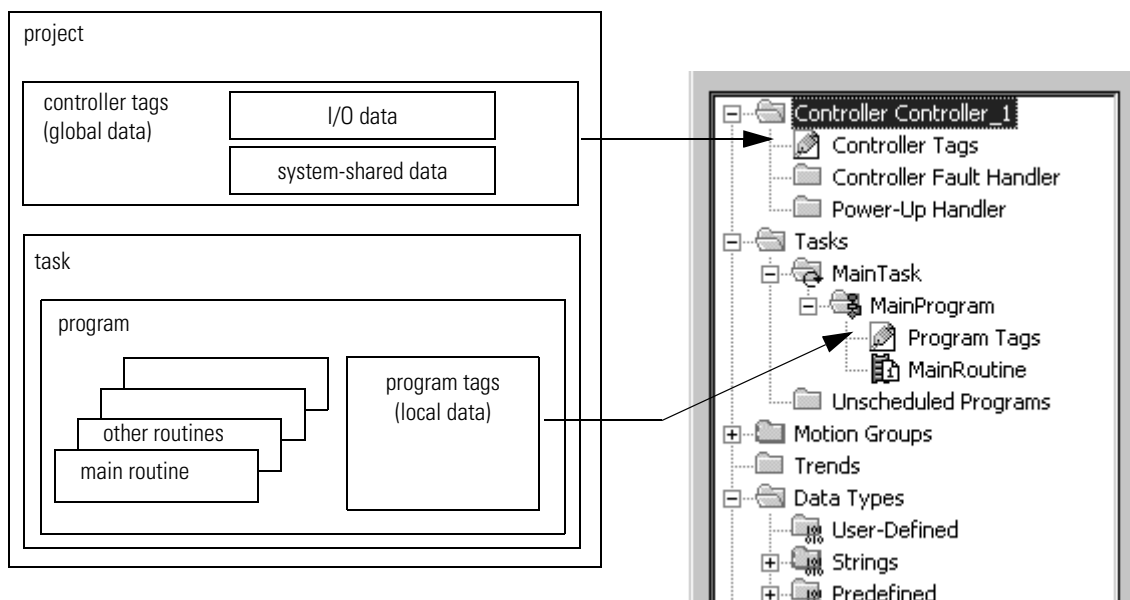 project
controller tags
(global data)
I/O data
system-shared data
task
program
other routines
main routine
program tags
(local data)
Controller Controller_1
Controller Tags
Controller Fault Handler
Power-Up Handler
Tasks
MainTask
MainProgram
Program Tags
MainRoutine
Unscheduled Programs
Motion Groups
Trends
Data Types
User-Defined
Strings
Predefined